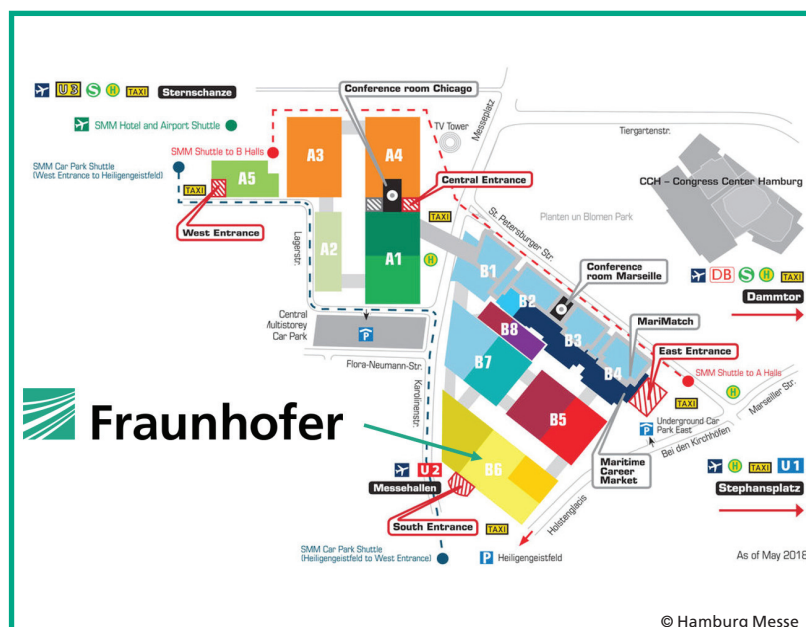 U3 S H TAXI Sternschanze
Conference room Chicago
SMM Hotel and Airport Shuttle
SMM Shuttle to B Halls
SMM Car Park Shuttle
(West Entrance to Heiligengeistfeld)
TAXI
A5
A3
A4
TV Tower
Messeplatz
Tiergartenstr.
CCH – Congress Center Hamburg
Central Entrance
TAXI
West Entrance
Lagerstr.
A2
A1
H
St. Petersburger Str.
Planten un Blomen Park
B1
B2
Conference
room Marseille
DB S H TAXI
Dammtor
MariMatch
Central
Multistorey
Car Park
P
B8
B3
B7
B4
East Entrance
SMM Shuttle to A Halls
H
Flora-Neumann-Str.
Karolinenstr.
Marseiller Str.
TAXI
Fraunhofer
B5
Underground Car
Park East
P
Bei den Kirchhöfen
B6
U2
Messehallen
Maritime
Career
Market
H TAXI U1
Stephansplatz
South Entrance
TAXI
Holstenglacis
SMM Car Park Shuttle
(Heiligengeistfeld to West Entrance)
P Heiligengeistfeld
As of May 2018
© Hamburg Messe